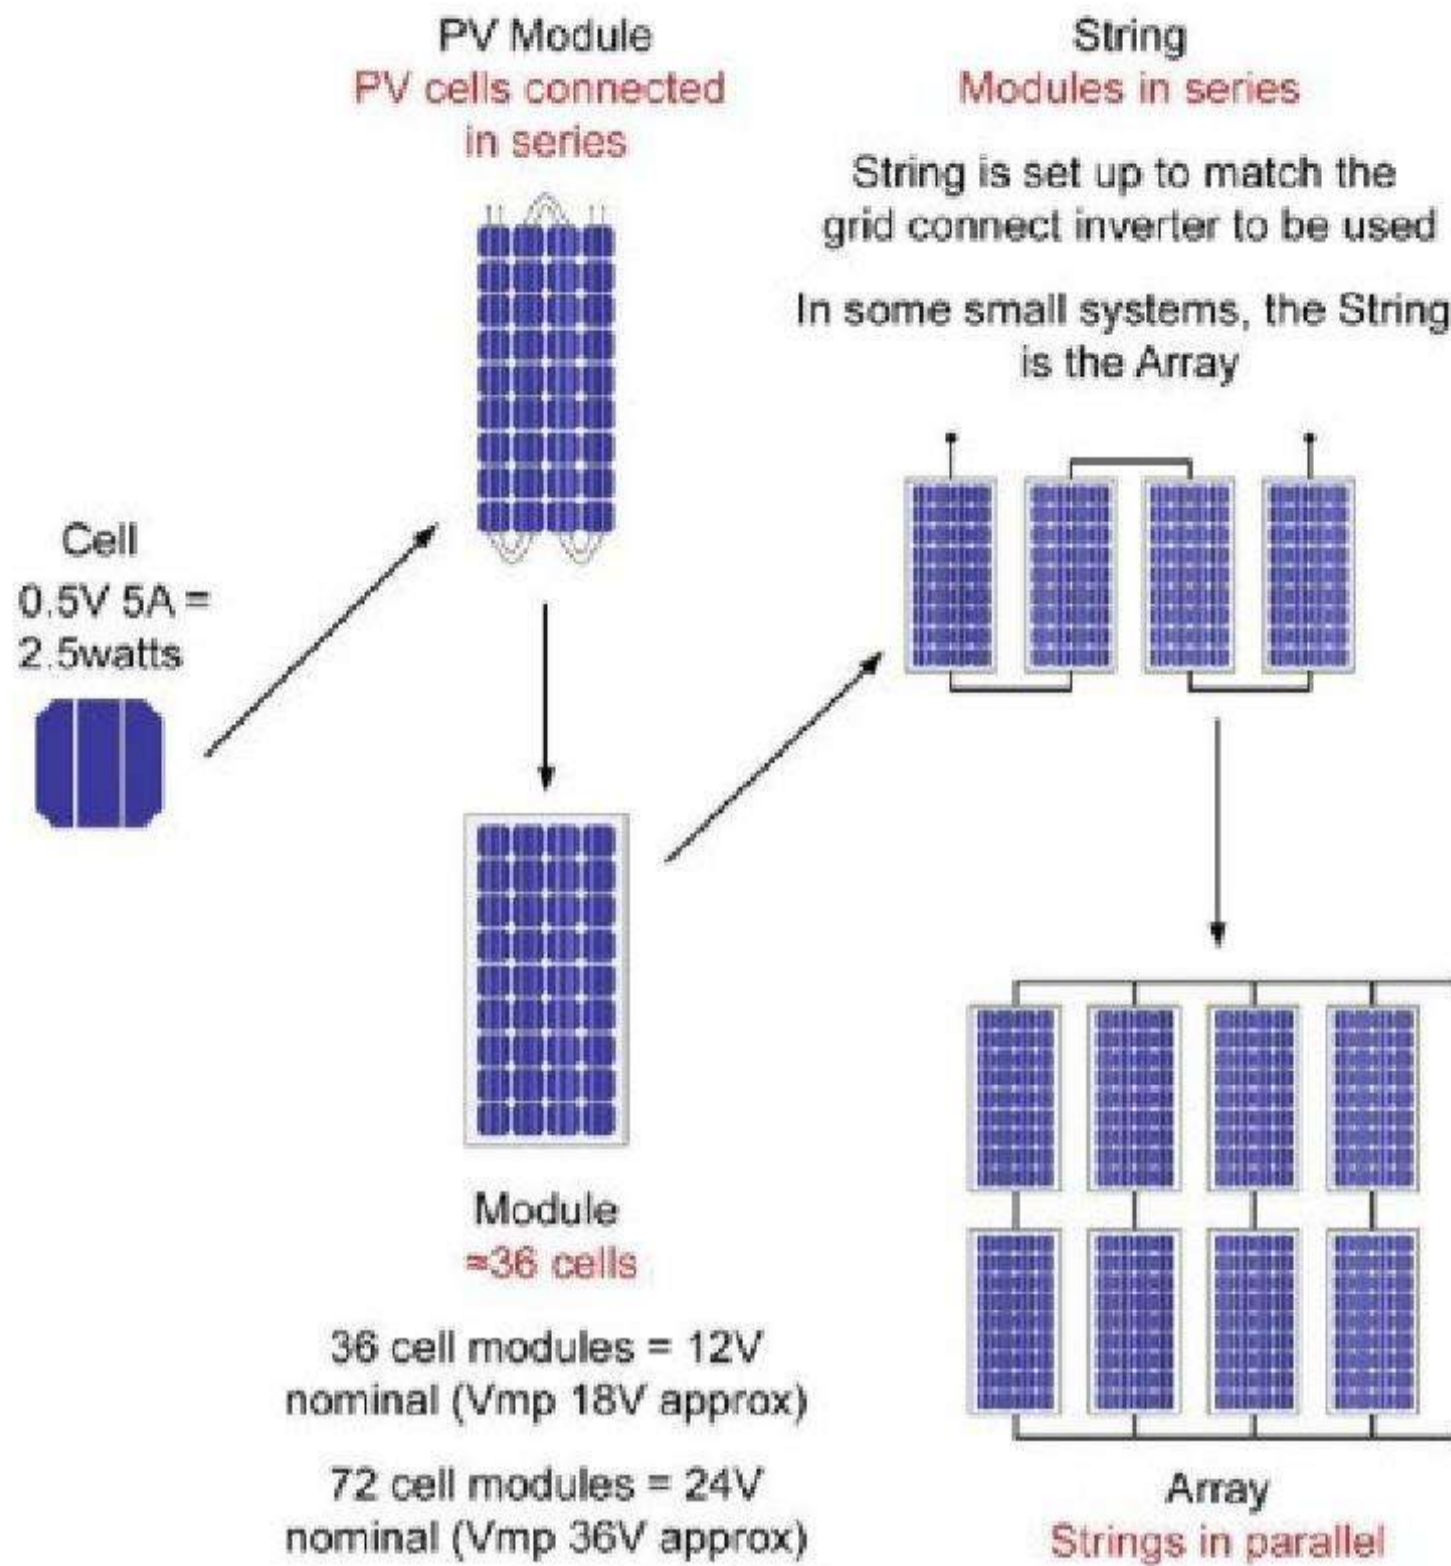 PV Module
PV cells connected
in series
String
Modules in series
String is set up to match the
grid connect inverter to be used
In some small systems, the String
is the Array
Cell
0.5V 5A =
2.5watts
Module
=36 cells
36 cell modules = 12V
nominal (Vmp 18V approx)
72 cell modules = 24V
nominal (Vmp 36V approx)
Array
Strings in parallel